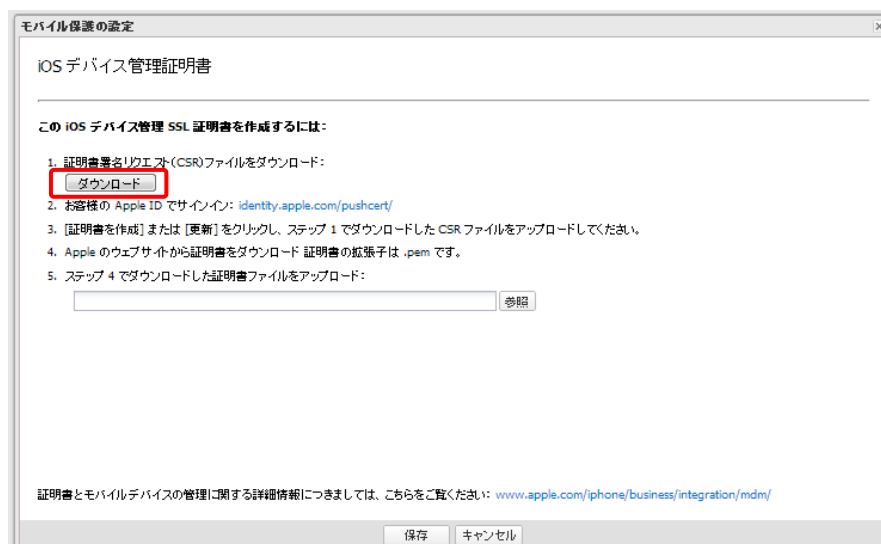 モバイル保護の設定
iOS デバイス管理証明書
この iOS デバイス管理 SSL 証明書を作成するには:
1. 証明書署名リクエスト(CSR)ファイルをダウンロード:
ダウンロード
2. お客様の Apple ID でサインイン: identity.apple.com/pushcert/
3. [証明書を作成] または [更新] をクリックし、ステップ 1 でダウンロードした CSR ファイルをアップロードしてください。
4. Apple のウェブサイトから証明書をダウンロード 証明書の拡張子は .pem です。
5. ステップ 4 でダウンロードした証明書ファイルをアップロード:
参照
証明書とモバイルデバイスの管理に関する詳細情報につきましては、こちらをご覧ください: www.apple.com/iphone/business/integration/mdm/
保存 キャンセル